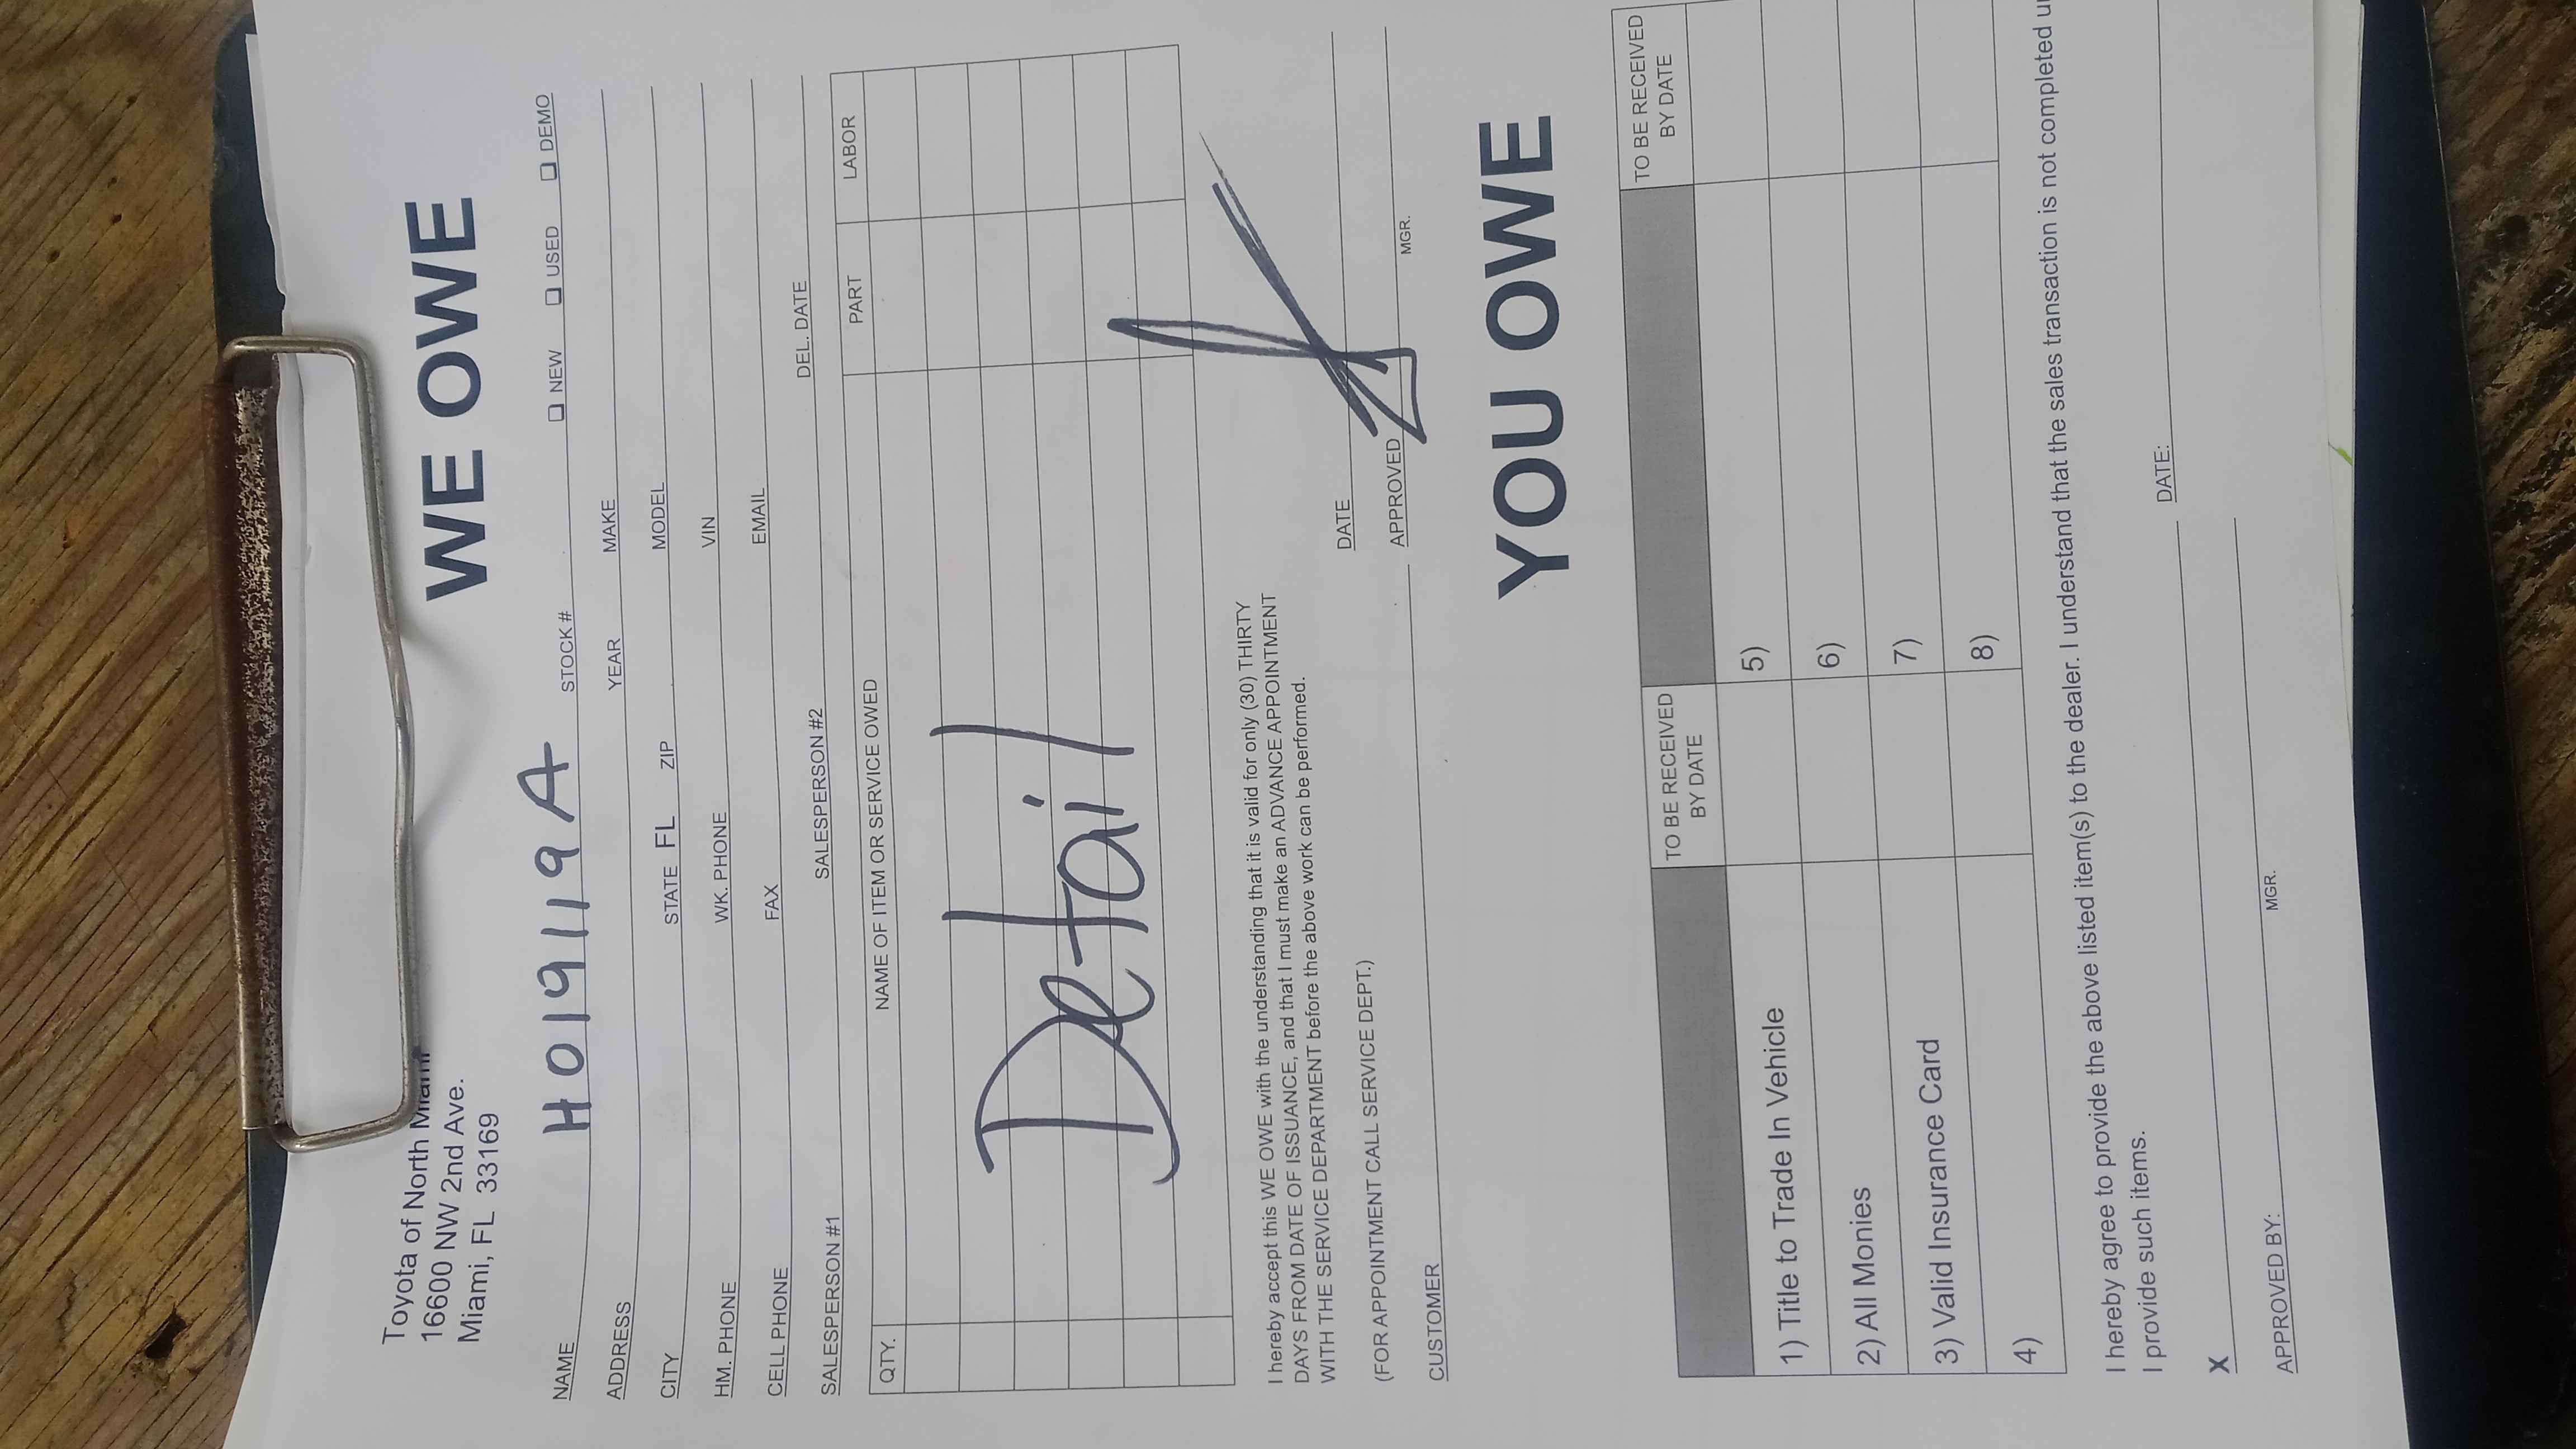 Toyota of North Miami
16600 NW 2nd Ave.
Miami, FL 33169
WE OWE
NAME H019119A STOCK# ❏ NEW ❏ USED ❏ DEMO
ADDRESS YEAR MAKE
CITY STATE FL ZIP MODEL
HM. PHONE WK. PHONE VIN
CELL PHONE FAX EMAIL
SALESPERSON #1 SALESPERSON #2 DEL. DATE
QTY. NAME OF ITEM OR SERVICE OWED PART LABOR
Detail
I hereby accept this WE OWE with the understanding that it is valid for only (30) THIRTY
DAYS FROM DATE OF ISSUANCE, and that I must make an ADVANCE APPOINTMENT
WITH THE SERVICE DEPARTMENT before the above work can be performed.
DATE
(FOR APPOINTMENT CALL SERVICE DEPT.)
CUSTOMER APPROVED
MGR.
YOU OWE
TO BE RECEIVED
BY DATE
TO BE RECEIVED
BY DATE
1) Title to Trade In Vehicle 5)
2) All Monies 6)
3) Valid Insurance Card 7)
4) 8)
I hereby agree to provide the above listed item(s) to the dealer. I understand that the sales transaction is not completed
I provide such items.
X DATE:
APPROVED BY:
MGR.